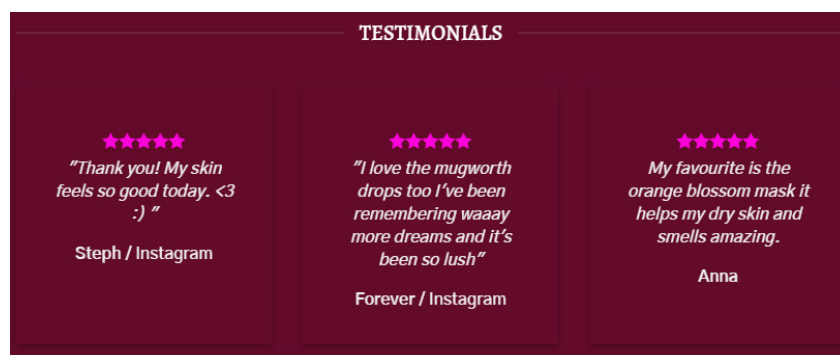 TESTIMONIALS
"Thank you! My skin
feels so good today. <3
:) "
Steph / Instagram
"I love the mugworth
drops too I've been
remembering waaay
more dreams and it's
been so lush"
Forever / Instagram
My favourite is the
orange blossom mask it
helps my dry skin and
smells amazing.
Anna